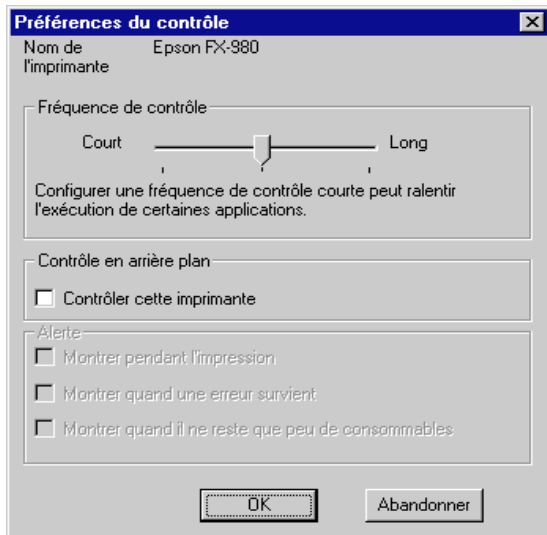 Préférences du contrôle
Nom de l'imprimante Epson FX-980
Fréquence de contrôle
Court Long
Configurer une fréquence de contrôle courte peut ralentir
l'exécution de certaines applications.
Contrôle en arrière plan
Contrôler cette imprimante
Alerte
Montrer pendant l'impression
Montrer quand une erreur survient
Montrer quand il ne reste que peu de consommables
OK Abandonner